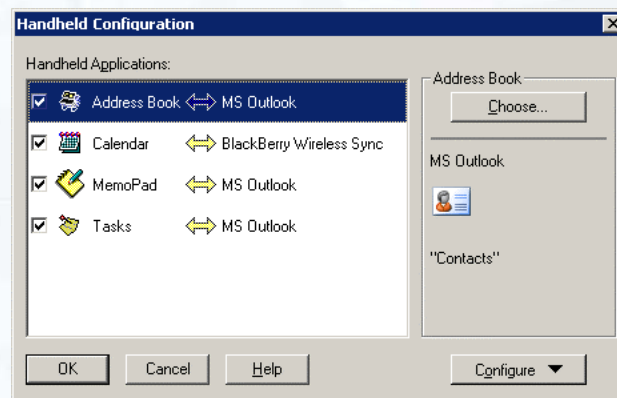 Handheld Configuration
Handheld Applications:
Address Book MS Outlook
Calendar BlackBerry Wireless Sync
MemoPad MS Outlook
Tasks MS Outlook
Address Book
Choose...
MS Outlook
"Contacts"
OK Cancel Help Configure